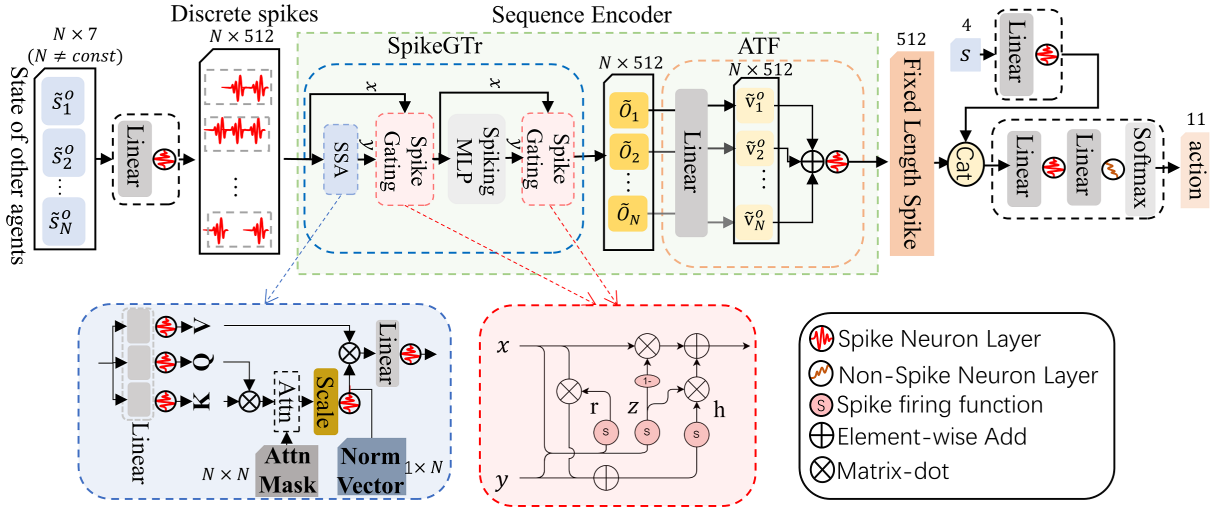 Discrete spikes
Sequence Encoder
N × 7
(N ≠ const)
N × 512
SpikeGTr
ATF
N × 512
N × 512
512
4
11
State of other agents
s̃₁ᵒ
s̃₂ᵒ
s̃_Nᵒ
Linear
...
SSA
x
y
Spike Gating
Spiking MLP
x
y
Spike Gating
Õ₁
Õ₂
Õ_N
Linear
ṽ₁ᵒ
ṽ₂ᵒ
ṽ_Nᵒ
Fixed Length Spike
s
Linear
Cat
Linear
Linear
Softmax
action
V
Q
K
Linear
Attn
Scale
Linear
N × N
Attn Mask
Norm Vector
1 × N
x
y
r
z
h
1-
S
S
S
Spike Neuron Layer
Non-Spike Neuron Layer
S
Spike firing function
Element-wise Add
Matrix-dot